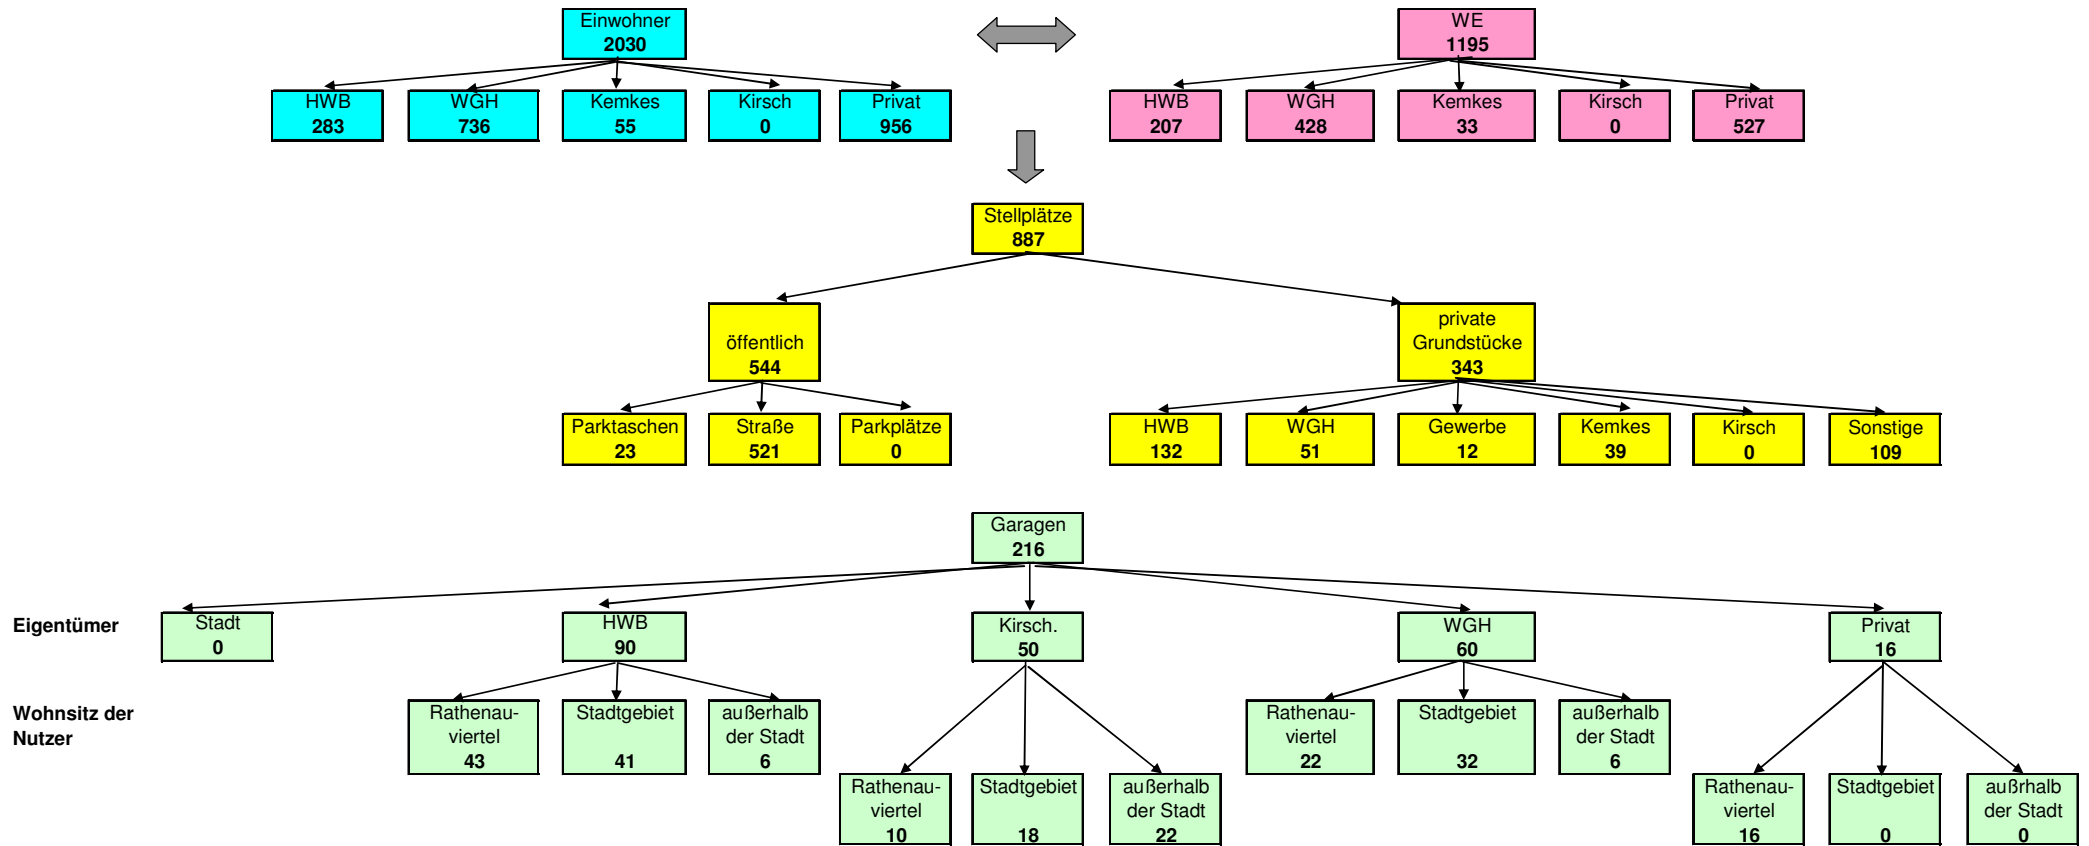 Einwohner
2030
WE
1195
HWB
283
WGH
736
Kemkes
55
Kirsch
0
Privat
956
HWB
207
WGH
428
Kemkes
33
Kirsch
0
Privat
527
Stellplätze
887
öffentlich
544
private
Grundstücke
343
Parktaschen
23
Straße
521
Parkplätze
0
HWB
132
WGH
51
Gewerbe
12
Kemkes
39
Kirsch
0
Sonstige
109
Garagen
216
Eigentümer
Stadt
0
HWB
90
Kirsch.
50
WGH
60
Privat
16
Wohnsitz der
Nutzer
Rathenau-
viertel
43
Stadtgebiet
41
außerhalb
der Stadt
6
Rathenau-
viertel
10
Stadtgebiet
18
außerhalb
der Stadt
22
Rathenau-
viertel
22
Stadtgebiet
32
außerhalb
der Stadt
6
Rathenau-
viertel
16
Stadtgebiet
0
außrhalb
der Stadt
0